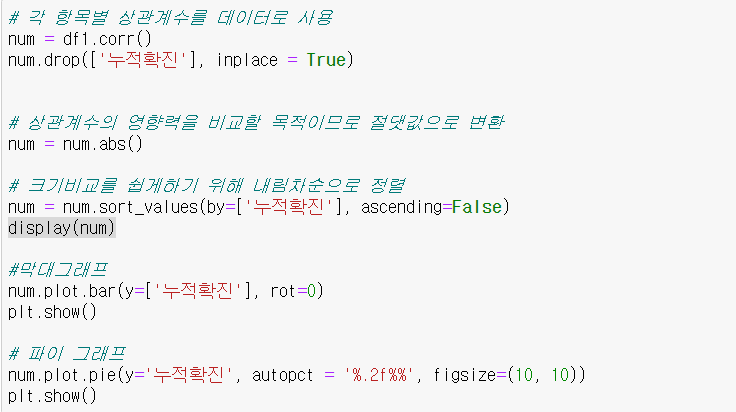 # 각 항목별 상관계수를 데이터로 사용
num = df1.corr()
num.drop(['누적확진'], inplace = True)
# 상관계수의 영향력을 비교할 목적이므로 절댓값으로 변환
num = num.abs()
# 크기비교를 쉽게하기 위해 내림차순으로 정렬
num = num.sort_values(by=['누적확진'], ascending=False)
display(num)
#막대그래프
num.plot.bar(y=['누적확진'], rot=0)
plt.show()
# 파이 그래프
num.plot.pie(y='누적확진', autopct = '%.2f%%', figsize=(10, 10))
plt.show()